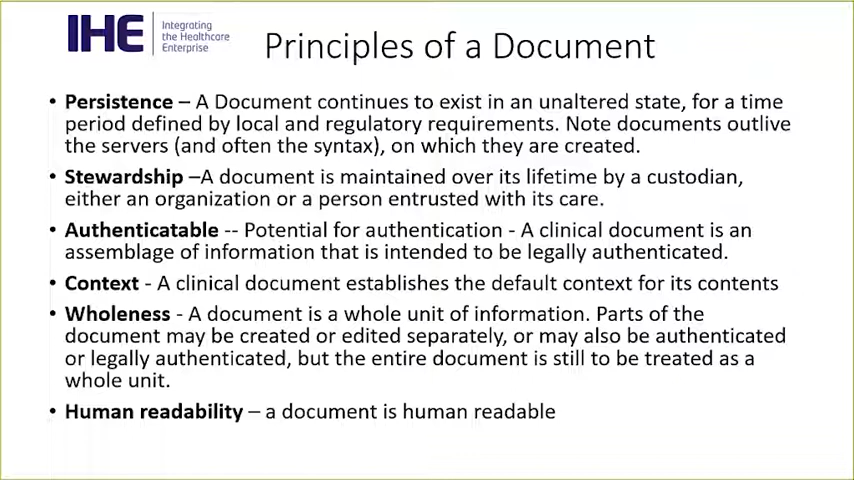 IHE
Integrating
the Healthcare
Enterprise
Principles of a Document
• Persistence – A Document continues to exist in an unaltered state, for a time
period defined by local and regulatory requirements. Note documents outlive
the servers (and often the syntax), on which they are created.
• Stewardship –A document is maintained over its lifetime by a custodian,
either an organization or a person entrusted with its care.
• Authenticatable -- Potential for authentication - A clinical document is an
assemblage of information that is intended to be legally authenticated.
• Context - A clinical document establishes the default context for its contents
• Wholeness - A document is a whole unit of information. Parts of the
document may be created or edited separately, or may also be authenticated
or legally authenticated, but the entire document is still to be treated as a
whole unit.
• Human readability – a document is human readable